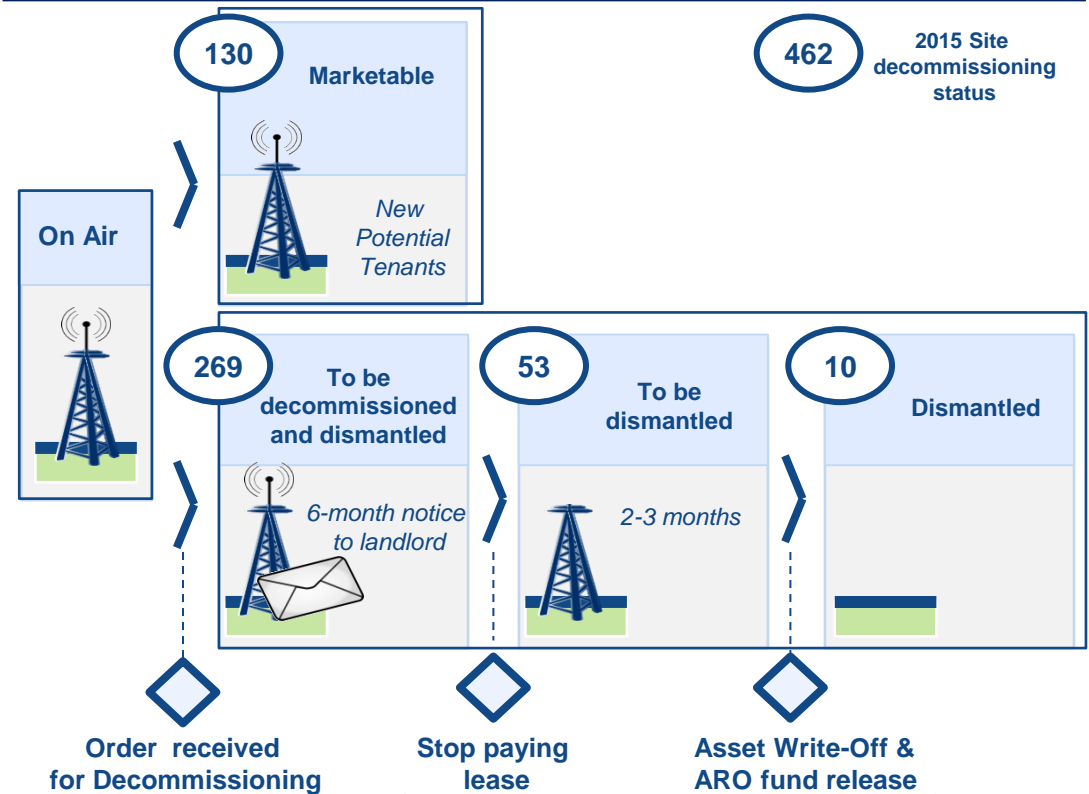 130
Marketable
462
2015 Site
decommissioning
status
On Air
New
Potential
Tenants
269
To be
decommissioned
and dismantled
53
To be
dismantled
10
Dismantled
6-month notice
to landlord
2-3 months
Order received
for Decommissioning
Stop paying
lease
Asset Write-Off &
ARO fund release